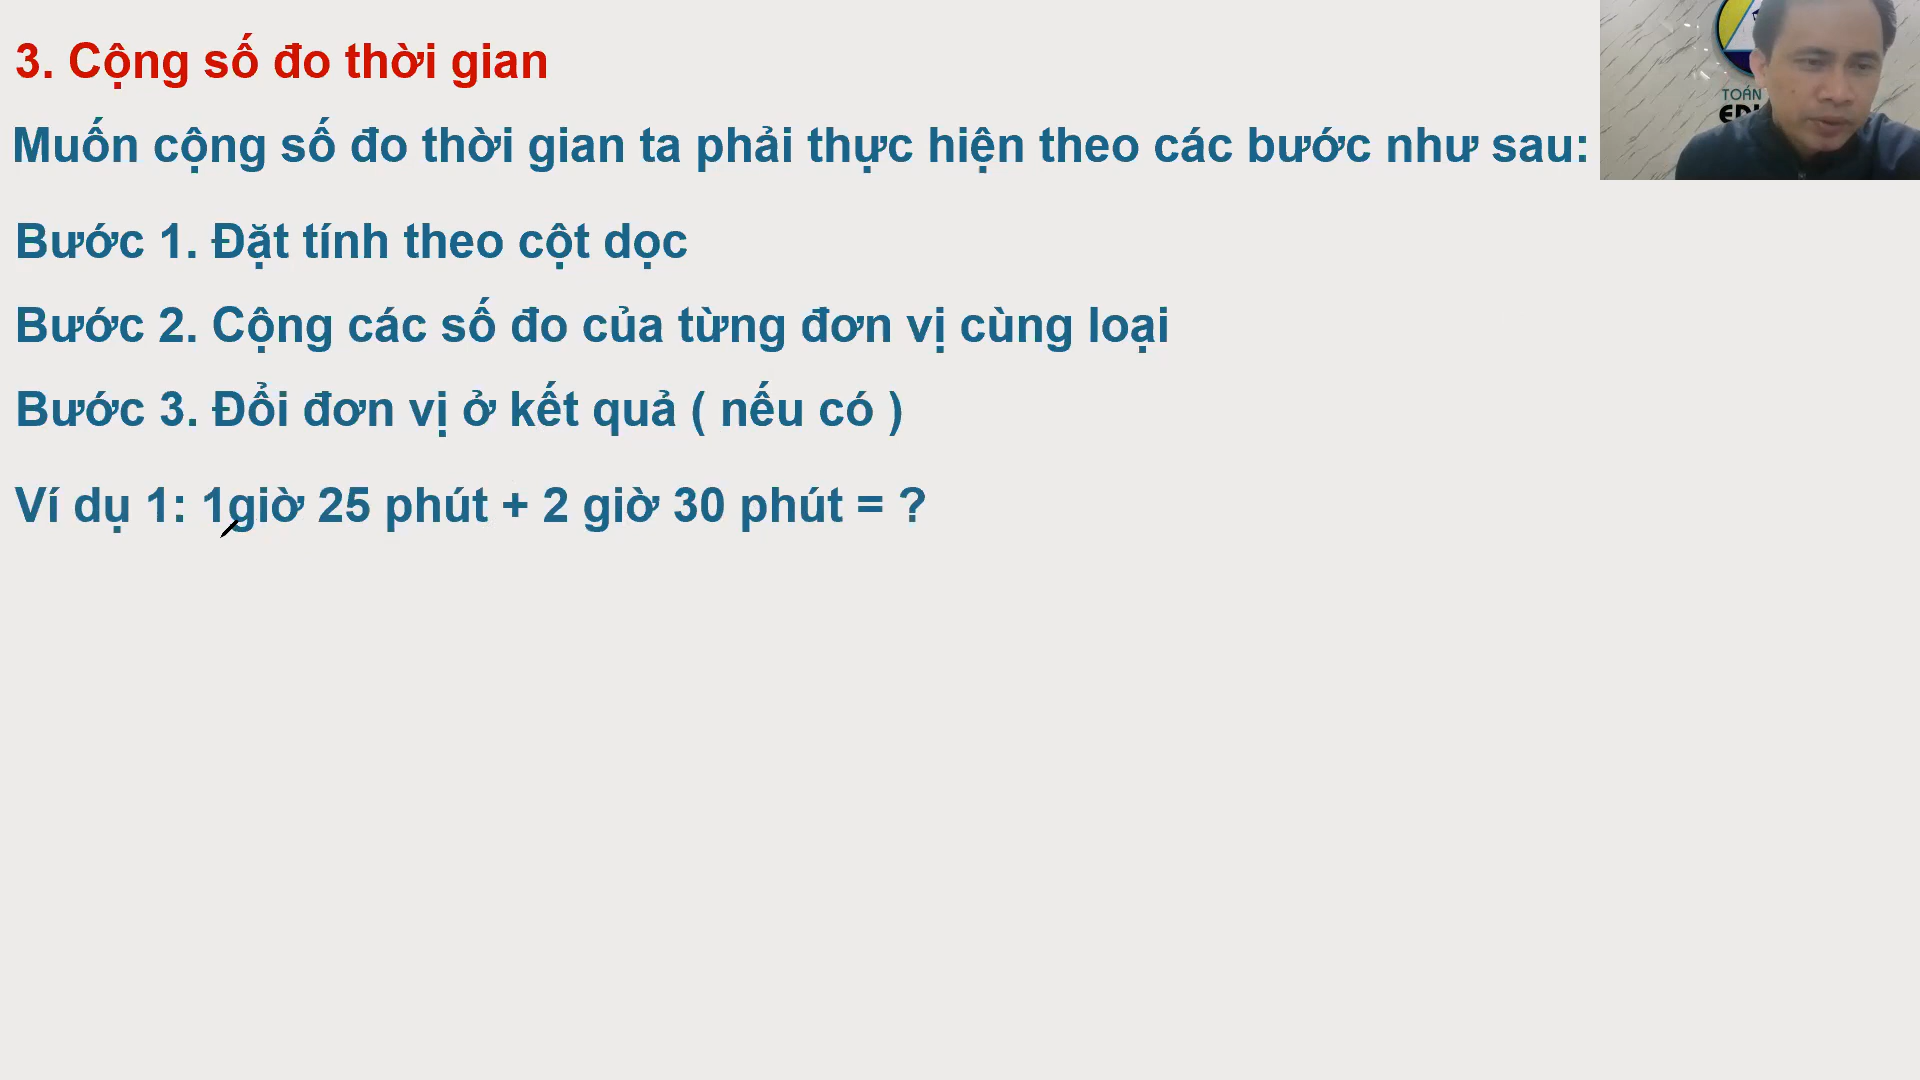 3. Cộng số đo thời gian
Muốn cộng số đo thời gian ta phải thực hiện theo các bước như sau:
Bước 1. Đặt tính theo cột dọc
Bước 2. Cộng các số đo của từng đơn vị cùng loại
Bước 3. Đổi đơn vị ở kết quả ( nếu có )
Ví dụ 1: 1giờ 25 phút + 2 giờ 30 phút = ?
TOÁN